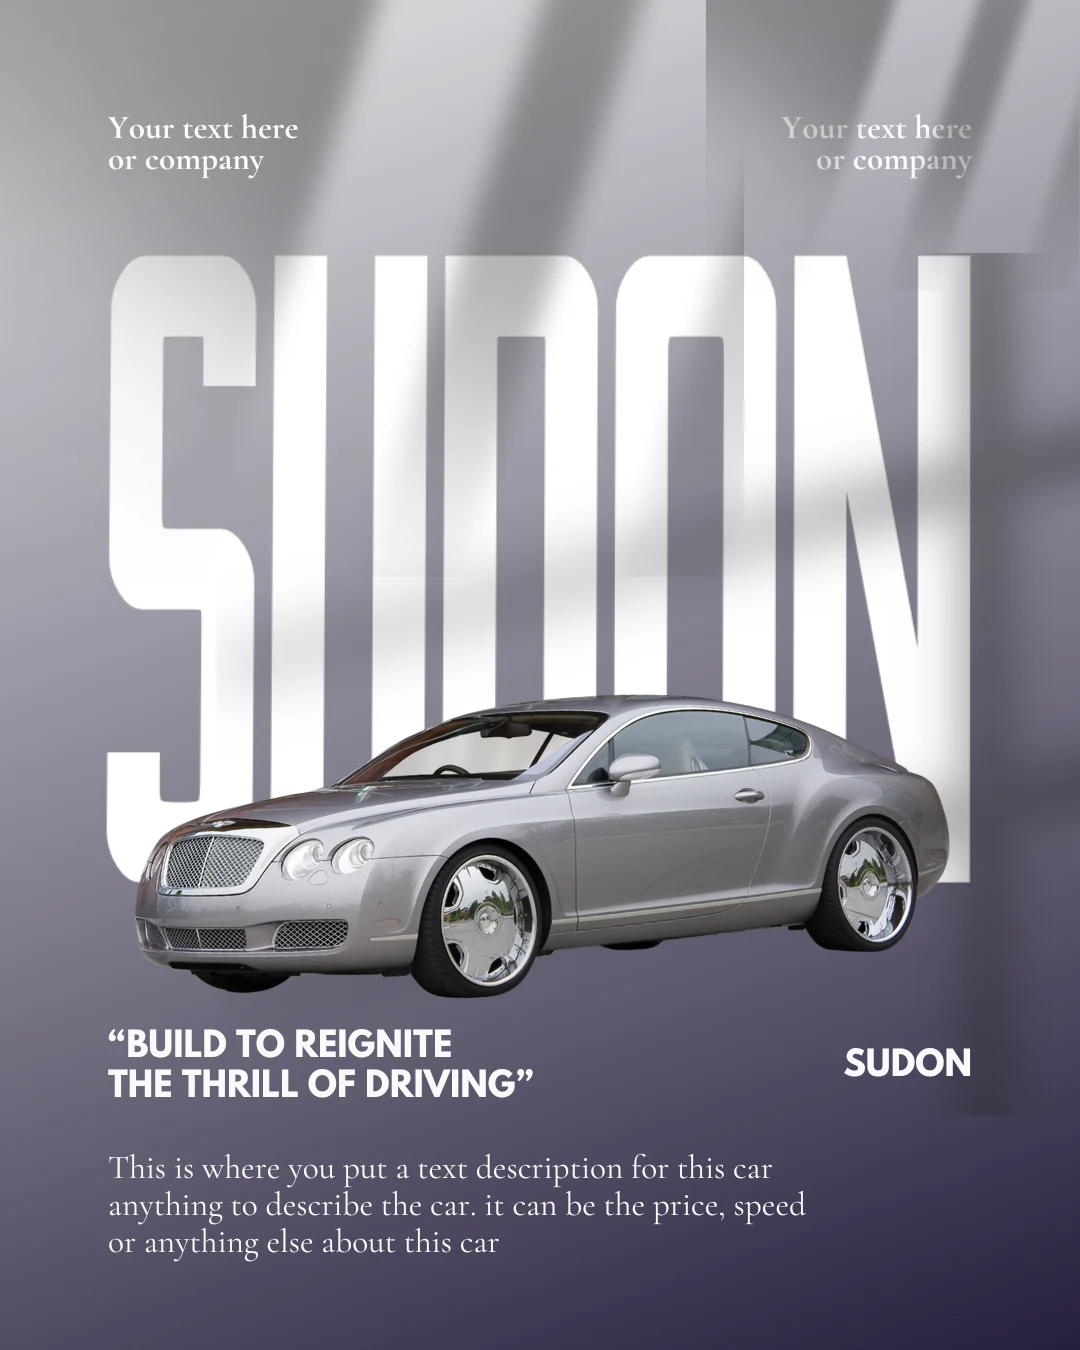 Your text here
or company
Your text here
or company
SUDON
“BUILD TO REIGNITE
THE THRILL OF DRIVING”
SUDON
This is where you put a text description for this car
anything to describe the car. it can be the price, speed
or anything else about this car